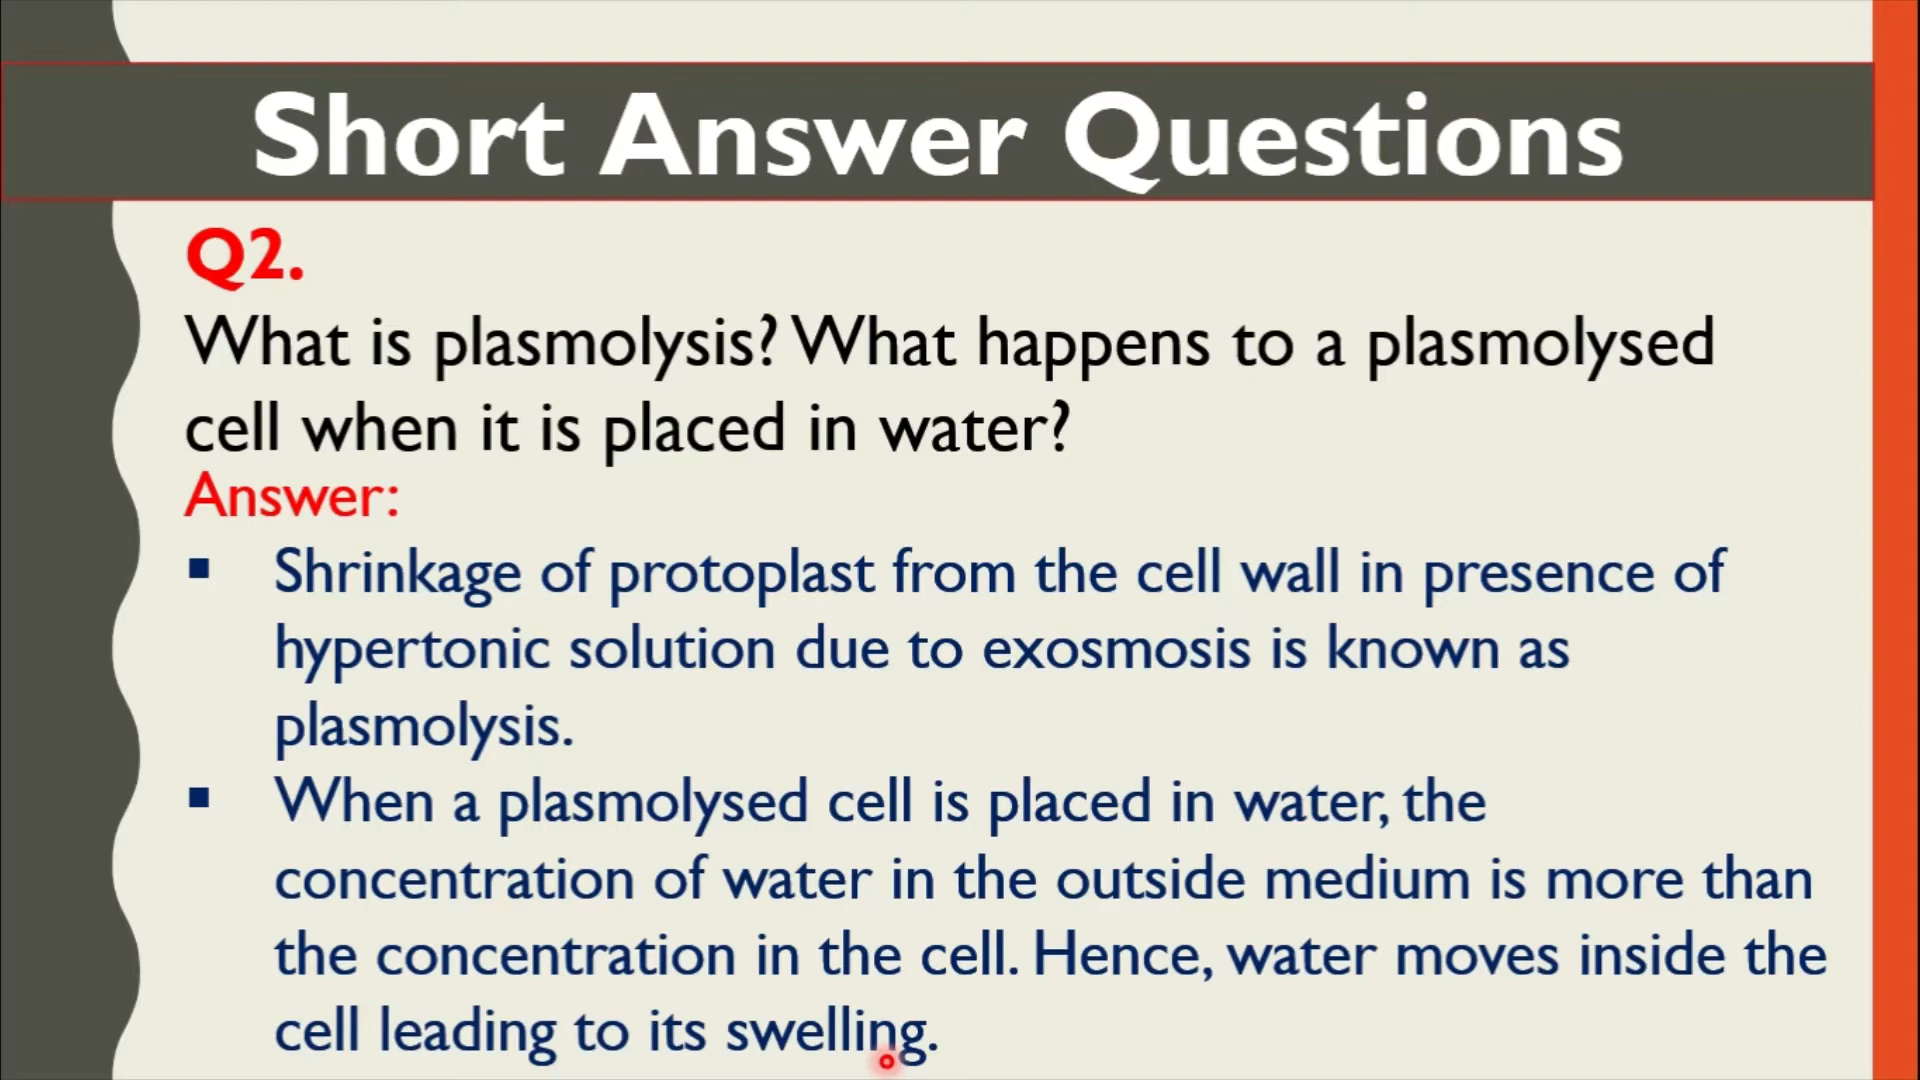 Short Answer Questions
Q2.
What is plasmolysis? What happens to a plasmolysed
cell when it is placed in water?
Answer:
▪ Shrinkage of protoplast from the cell wall in presence of
hypertonic solution due to exosmosis is known as
plasmolysis.
▪ When a plasmolysed cell is placed in water, the
concentration of water in the outside medium is more than
the concentration in the cell. Hence, water moves inside the
cell leading to its swelling.